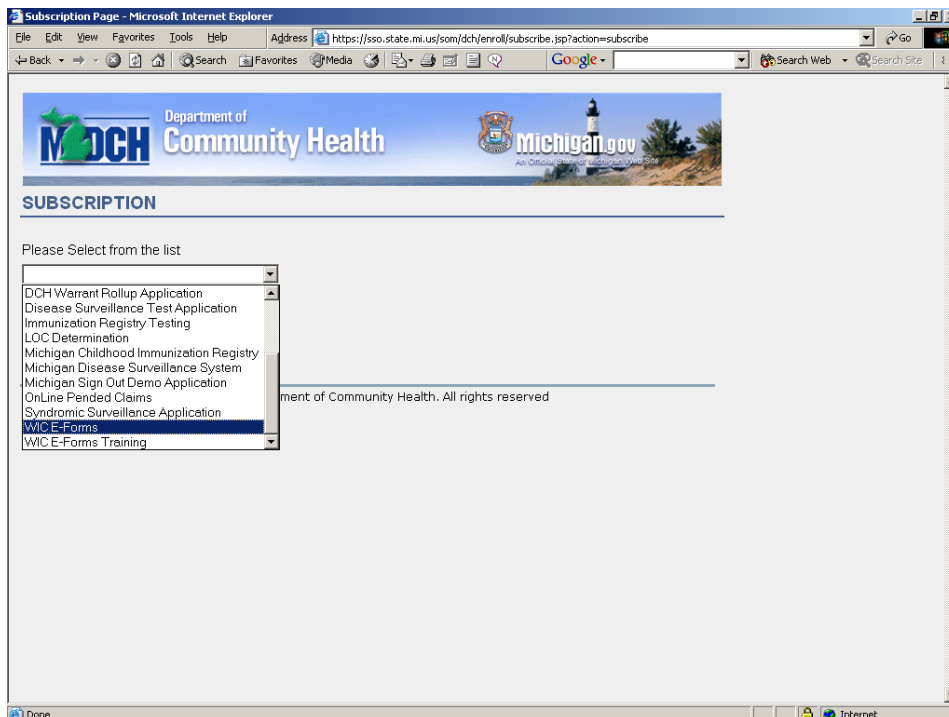 Subscription Page - Microsoft Internet Explorer
File Edit View Favorites Tools Help Address https://sso.state.mi.us/som/dch/enroll/subscribe.jsp?action=subscribe Go
Back Search Favorites Media Google Search Web Search Site
MDCH Department of Community Health
Michigan.gov
An Official State of Michigan Web Site
SUBSCRIPTION
Please Select from the list
DCH Warrant Rollup Application
Disease Surveillance Test Application
Immunization Registry Testing
LOC Determination
Michigan Childhood Immunization Registry
Michigan Disease Surveillance System
Michigan Sign Out Demo Application
OnLine Pended Claims
Syndromic Surveillance Application
WIC E-Forms
WIC E-Forms Training
ment of Community Health. All rights reserved
Done Internet